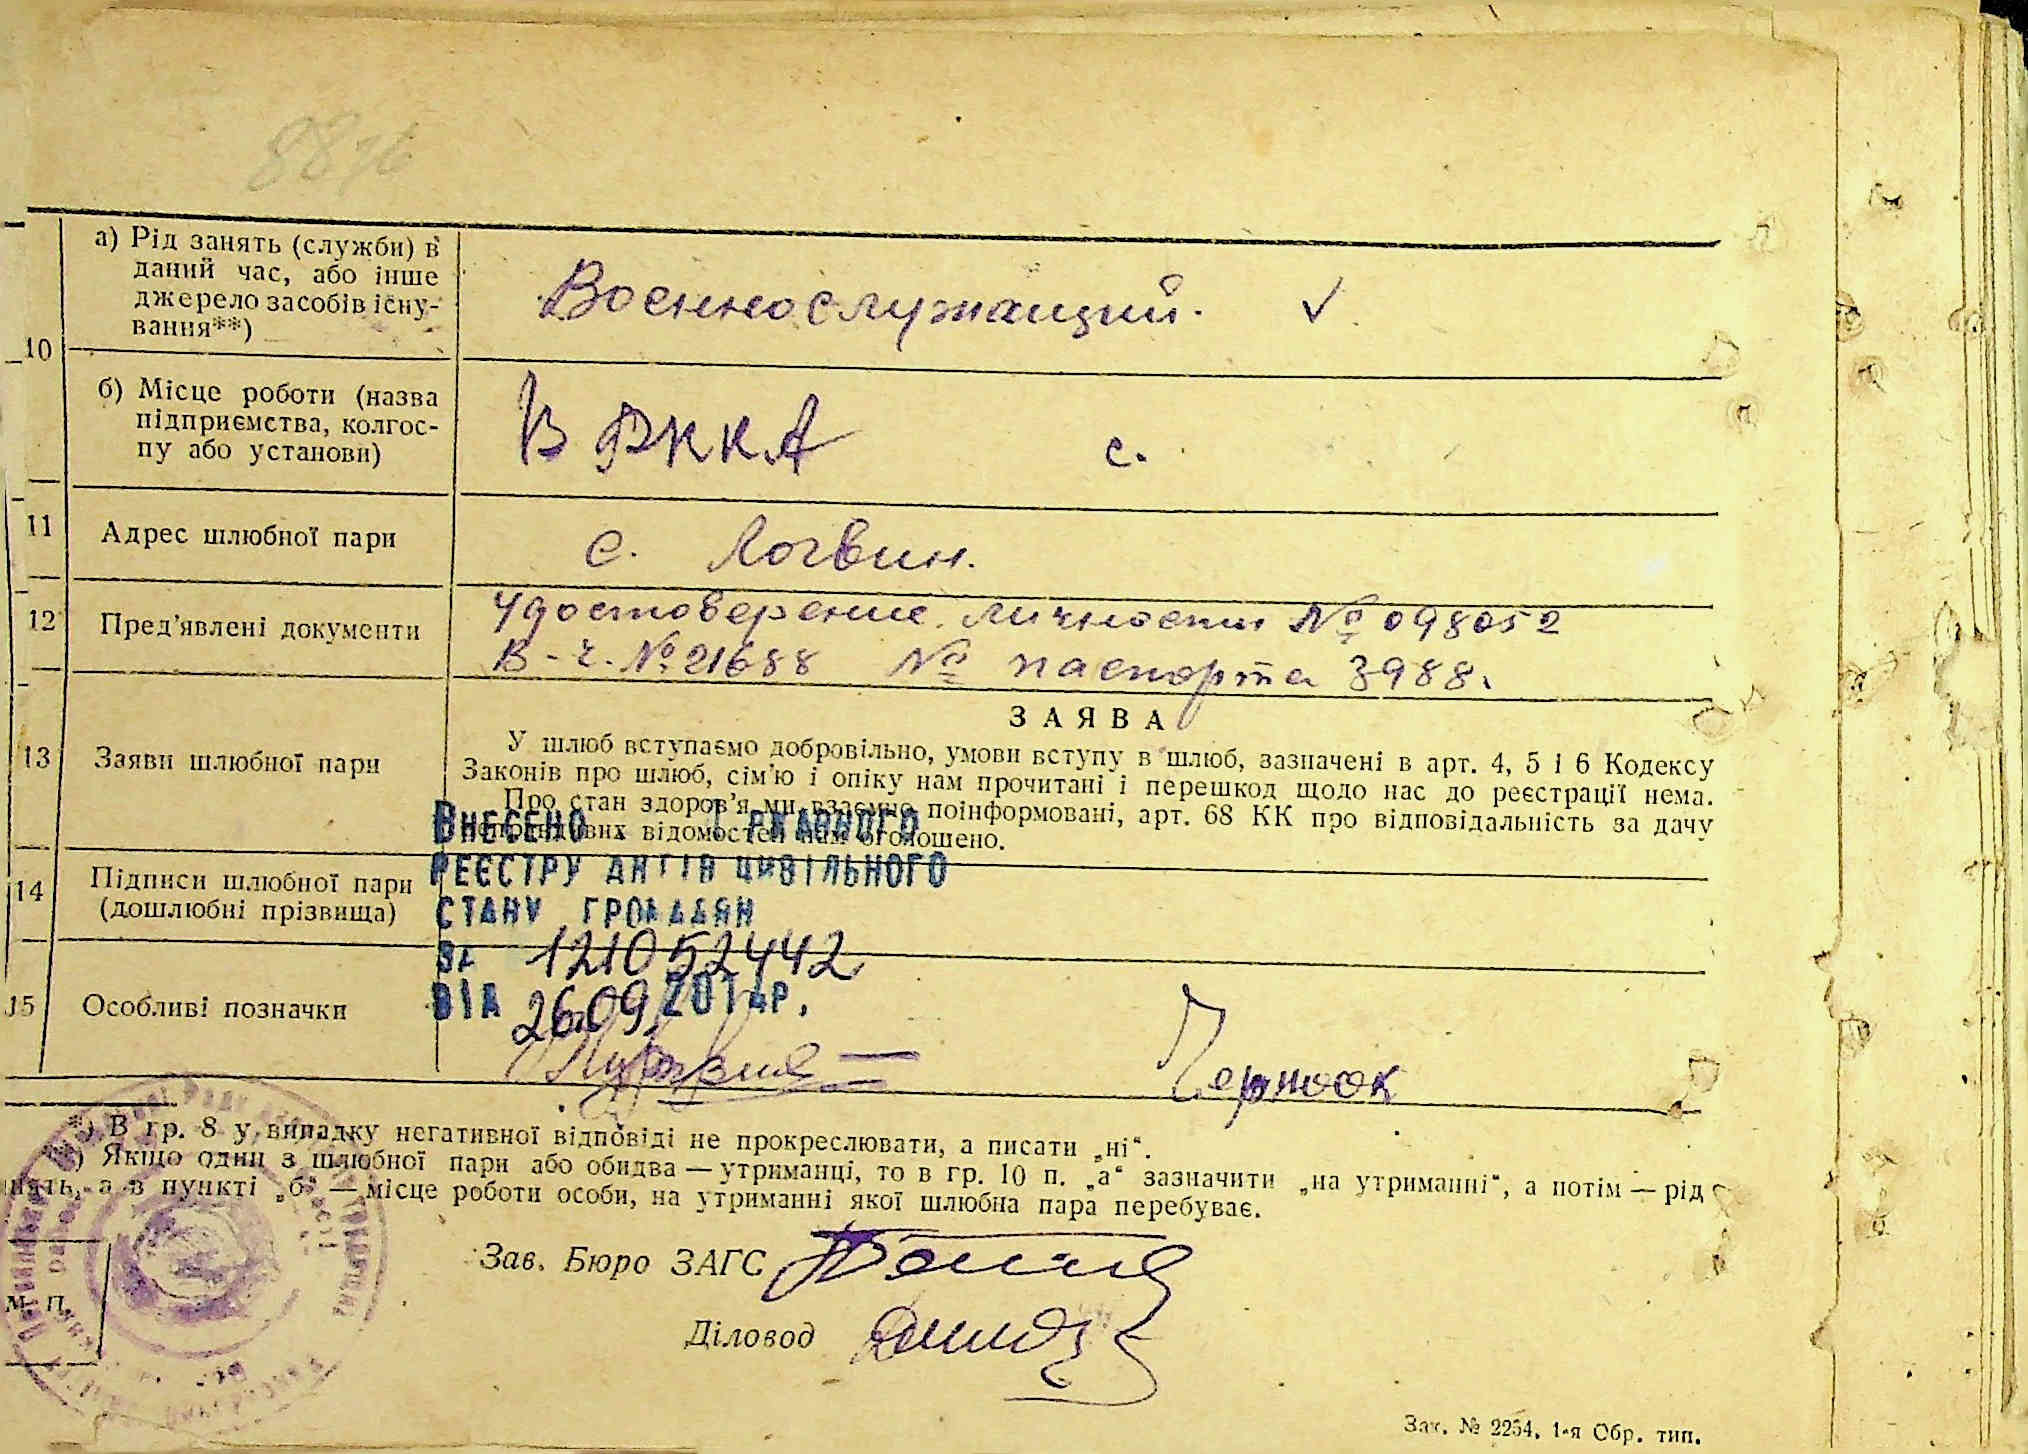 8876
10
а) Рід занять (служби) в
даний час, або інше
джерело засобів існу-
вання**)
Военнослужащий. √
б) Місце роботи (назва
підприємства, колгос-
пу або установи)
В РККА с.
11 Адрес шлюбної пари
с. Логвин.
12 Пред'явлені документи
Удостоверение личности № 098052
В-ч. № 21688 № паспорта 3988.
13 Заяви шлюбної пари
ЗАЯВА
У шлюб вступаємо добровільно, умови вступу в шлюб, зазначені в арт. 4, 5 і 6 Кодексу
Законів про шлюб, сім'ю і опіку нам прочитані і перешкод щодо нас до реєстрації нема.
Про стан здоров'я ми взаємно поінформовані, арт. 68 КК про відповідальність за дачу
відомостей нам оголошено.
14 Підписи шлюбної пари
(дошлюбні прізвища)
ВНЕСЕНО
РЕЄСТРУ АКТІВ ЦИВІЛЬНОГО
СТАНУ ГРОМАДЯН
ЗА 121052442
ВІД 26.09.2014Р.
15 Особливі позначки
Чертоок
*) В гр. 8 у випадку негативної відповіді не прокреслювати, а писати „ні“.
**) Якщо один з шлюбної пари або обидва — утриманці, то в гр. 10 п. „а“ зазначити „на утриманні“, а потім — рід
занять, а в пункті „б“ — місце роботи особи, на утриманні якої шлюбна пара перебуває.
Зав. Бюро ЗАГС
М. П.
Діловод
Зак. № 2254. 1-я Обр. тип.